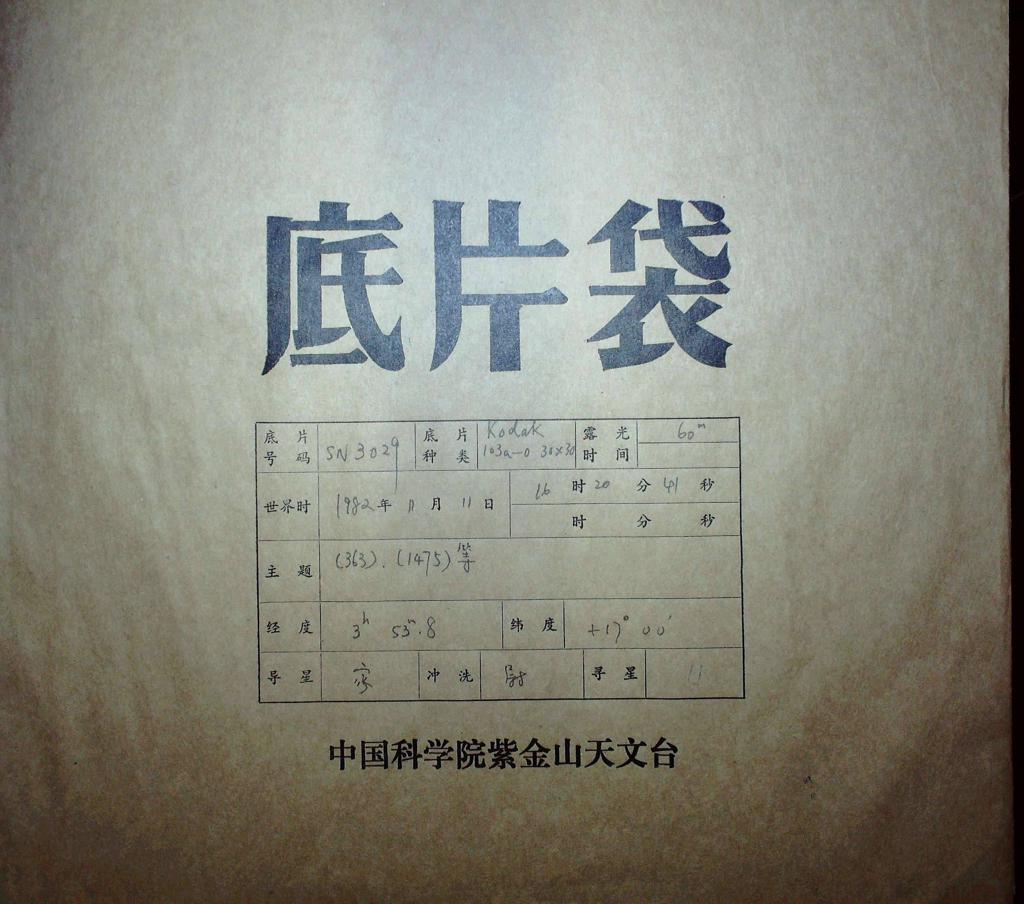 底片袋
底片号码 SN3029 底片种类 Kodak 103a-0 30×30 露光时间 60ᵐ
世界时 1982年 11月 11日 16时20分41秒
时 分 秒
主题 (363).(1475)等
经度 3ʰ 53ᵐ.8 纬度 +17° 00′
导星 冲洗 寻星
中国科学院紫金山天文台